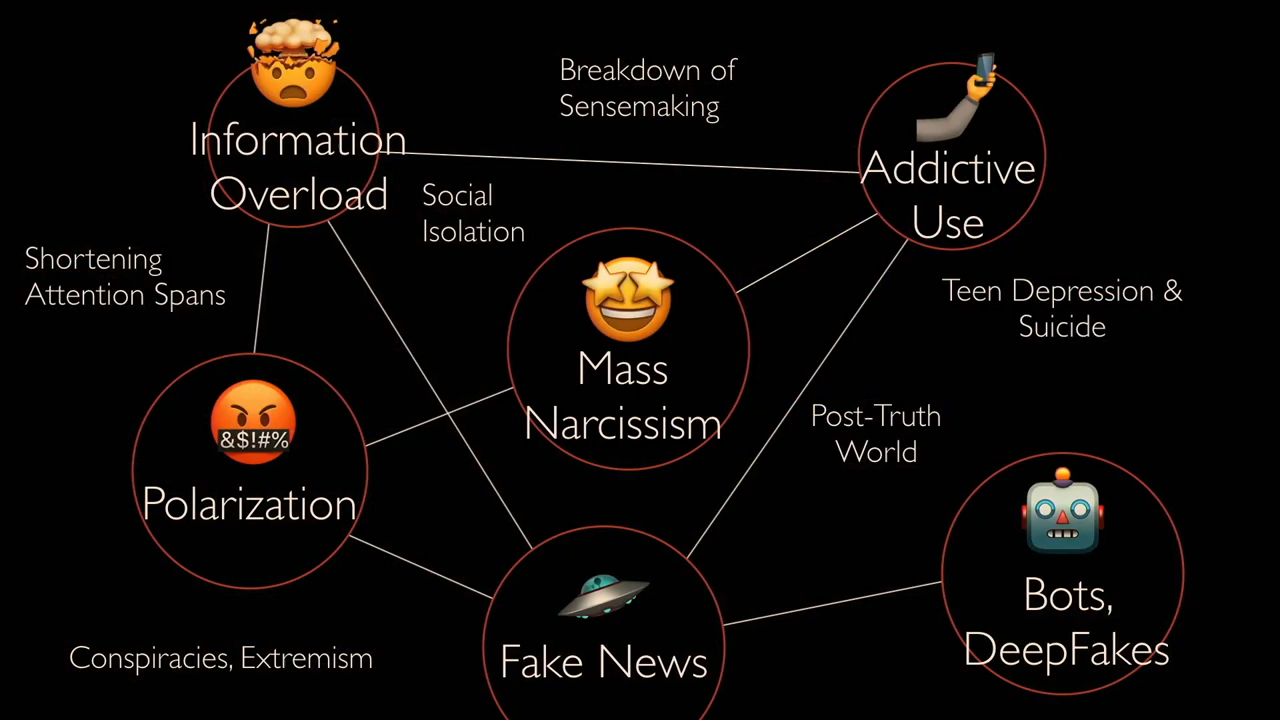 Breakdown of
Sensemaking
Information
Overload
Addictive
Use
Social
Isolation
Shortening
Attention Spans
Teen Depression &
Suicide
Mass
Narcissism
Post-Truth
World
&$!#%
Polarization
Bots,
DeepFakes
Conspiracies, Extremism
Fake News